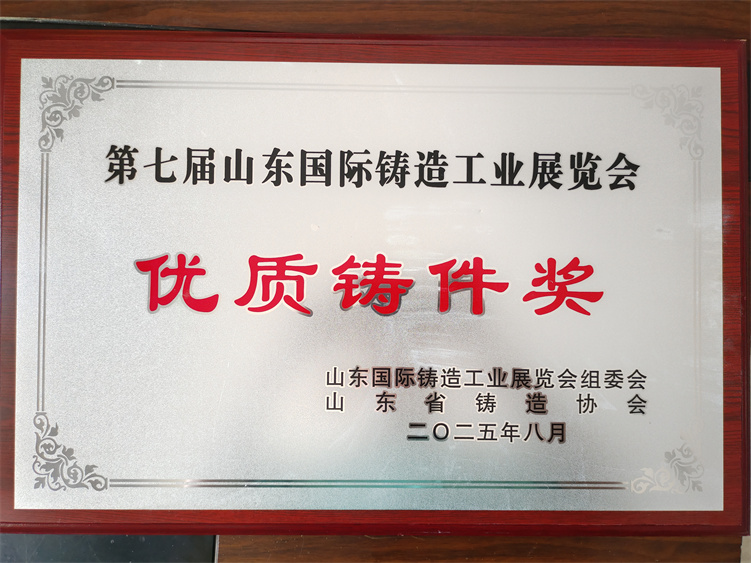 第七届山东国际铸造工业展览会
优质铸件奖
山东国际铸造工业展览会组委会
山东省铸造协会
二〇二五年八月